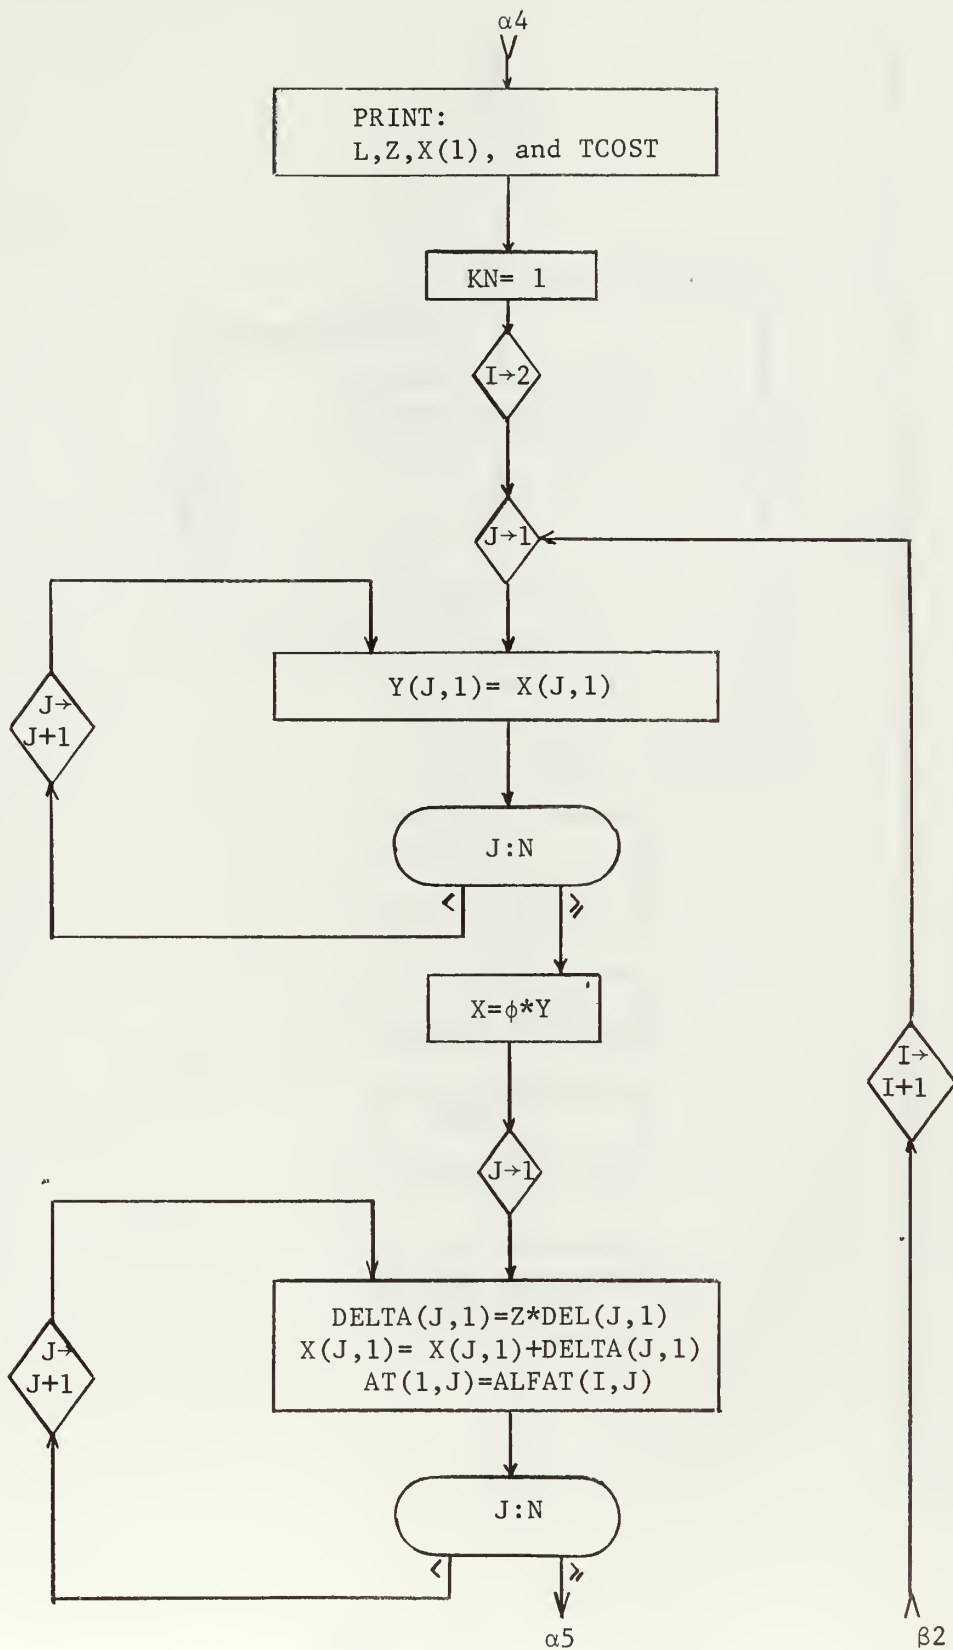 α4
PRINT:
L,Z,X(1), and TCOST
KN= 1
I→2
J→1
Y(J,1)= X(J,1)
J→
J+1
J:N
< ⩾
X=ϕ*Y
I→
I+1
J→1
DELTA(J,1)=Z*DEL(J,1)
X(J,1)= X(J,1)+DELTA(J,1)
AT(1,J)=ALFAT(I,J)
J→
J+1
J:N
< ⩾
α5
β2